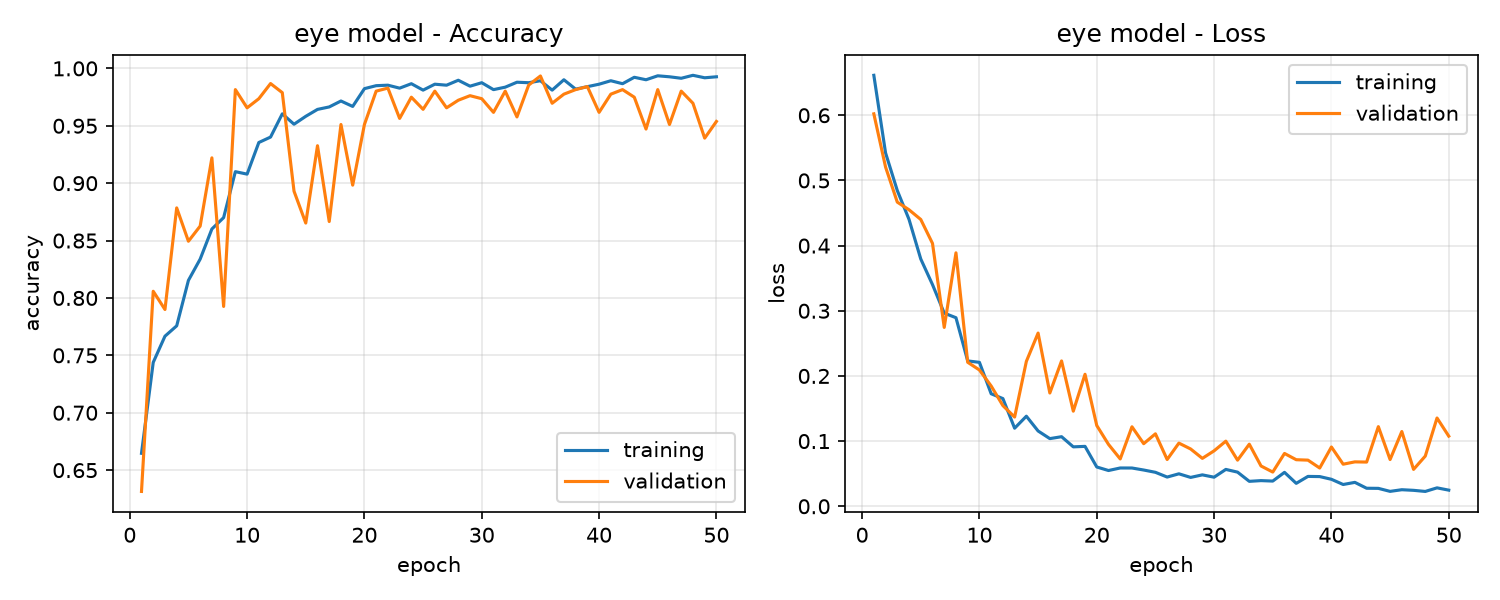 eye model - Accuracy
accuracy
1.00
0.95
0.90
0.85
0.80
0.75
0.70
0.65
training
validation
0 10 20 30 40 50
epoch
eye model - Loss
loss
0.6
0.5
0.4
0.3
0.2
0.1
0.0
training
validation
0 10 20 30 40 50
epoch